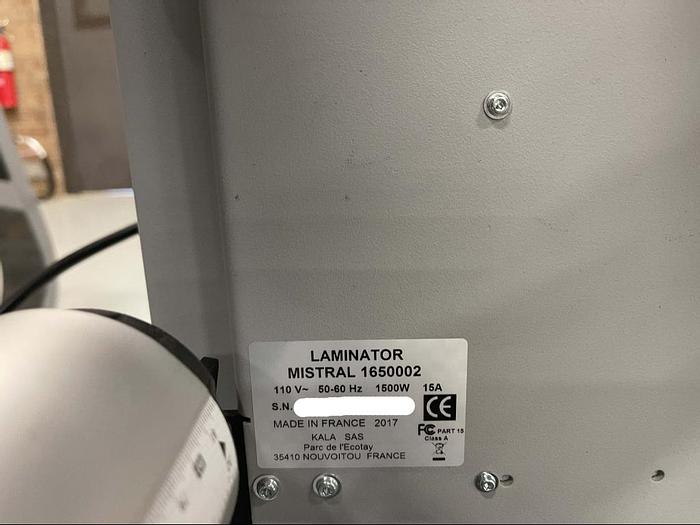 LAMINATOR
MISTRAL 1650002
110 V~ 50-60 Hz 1500W 15A
S.N.
CE
MADE IN FRANCE 2017
FC PART 15
Class A
KALA SAS
Parc de l'Ecotay
35410 NOUVOITOU FRANCE